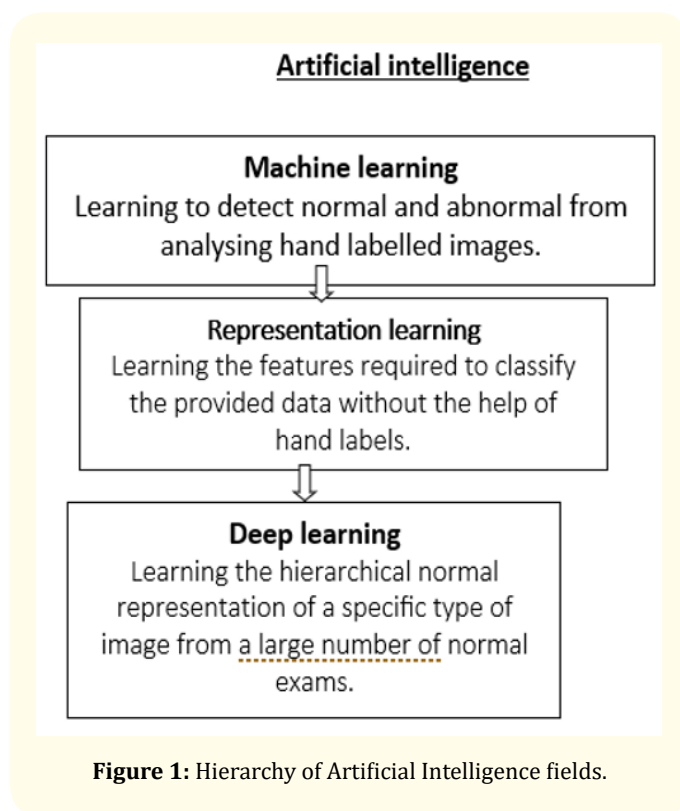 Artificial intelligence
Machine learning
Learning to detect normal and abnormal from
analysing hand labelled images.
Representation learning
Learning the features required to classify
the provided data without the help of
hand labels.
Deep learning
Learning the hierarchical normal
representation of a specific type of
image from a large number of normal
exams.
Figure 1: Hierarchy of Artificial Intelligence fields.